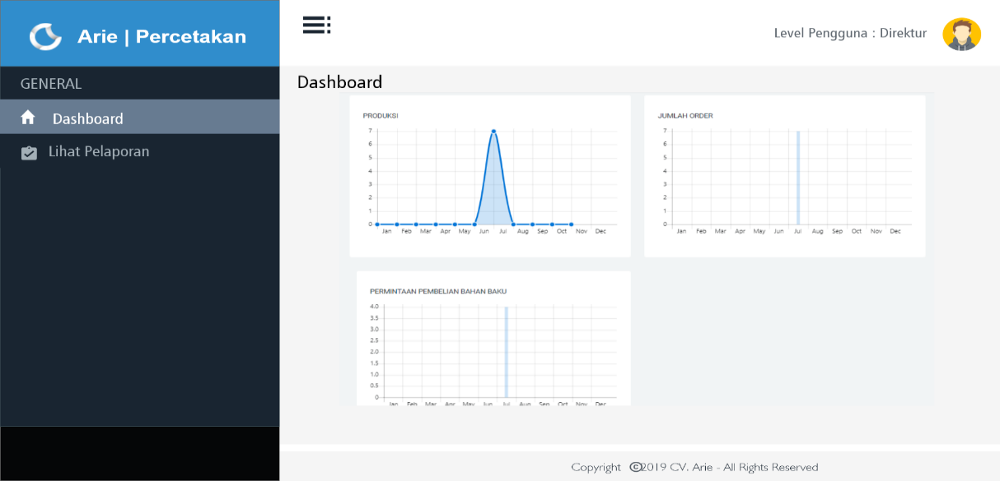 Arie | Percetakan
Level Pengguna : Direktur
GENERAL
Dashboard
Lihat Pelaporan
Dashboard
PRODUKSI
7
6
5
4
3
2
1
0
Jan Feb Mar Apr May Jun Jul Aug Sep Oct Nov Dec
JUMLAH ORDER
7
6
5
4
3
2
1
0
Jan Feb Mar Apr May Jun Jul Aug Sep Oct Nov Dec
PERMINTAAN PEMBELIAN BAHAN BAKU
4.0
3.5
3.0
2.5
2.0
1.5
1.0
0.5
0
Jan Feb Mar Apr May Jun Jul Aug Sep Oct Nov Dec
Copyright ©2019 CV. Arie - All Rights Reserved